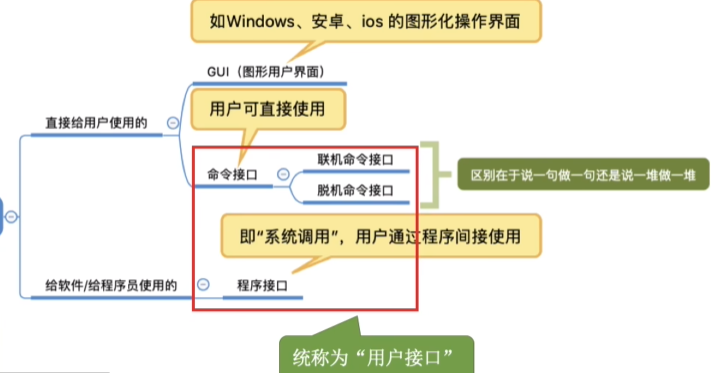 如Windows、安卓、ios 的图形化操作界面
GUI（图形用户界面）
用户可直接使用
直接给用户使用的
联机命令接口
命令接口
区别在于说一句做一句还是说一堆做一堆
脱机命令接口
即“系统调用”，用户通过程序间接使用
给软件/给程序员使用的
程序接口
统称为“用户接口”